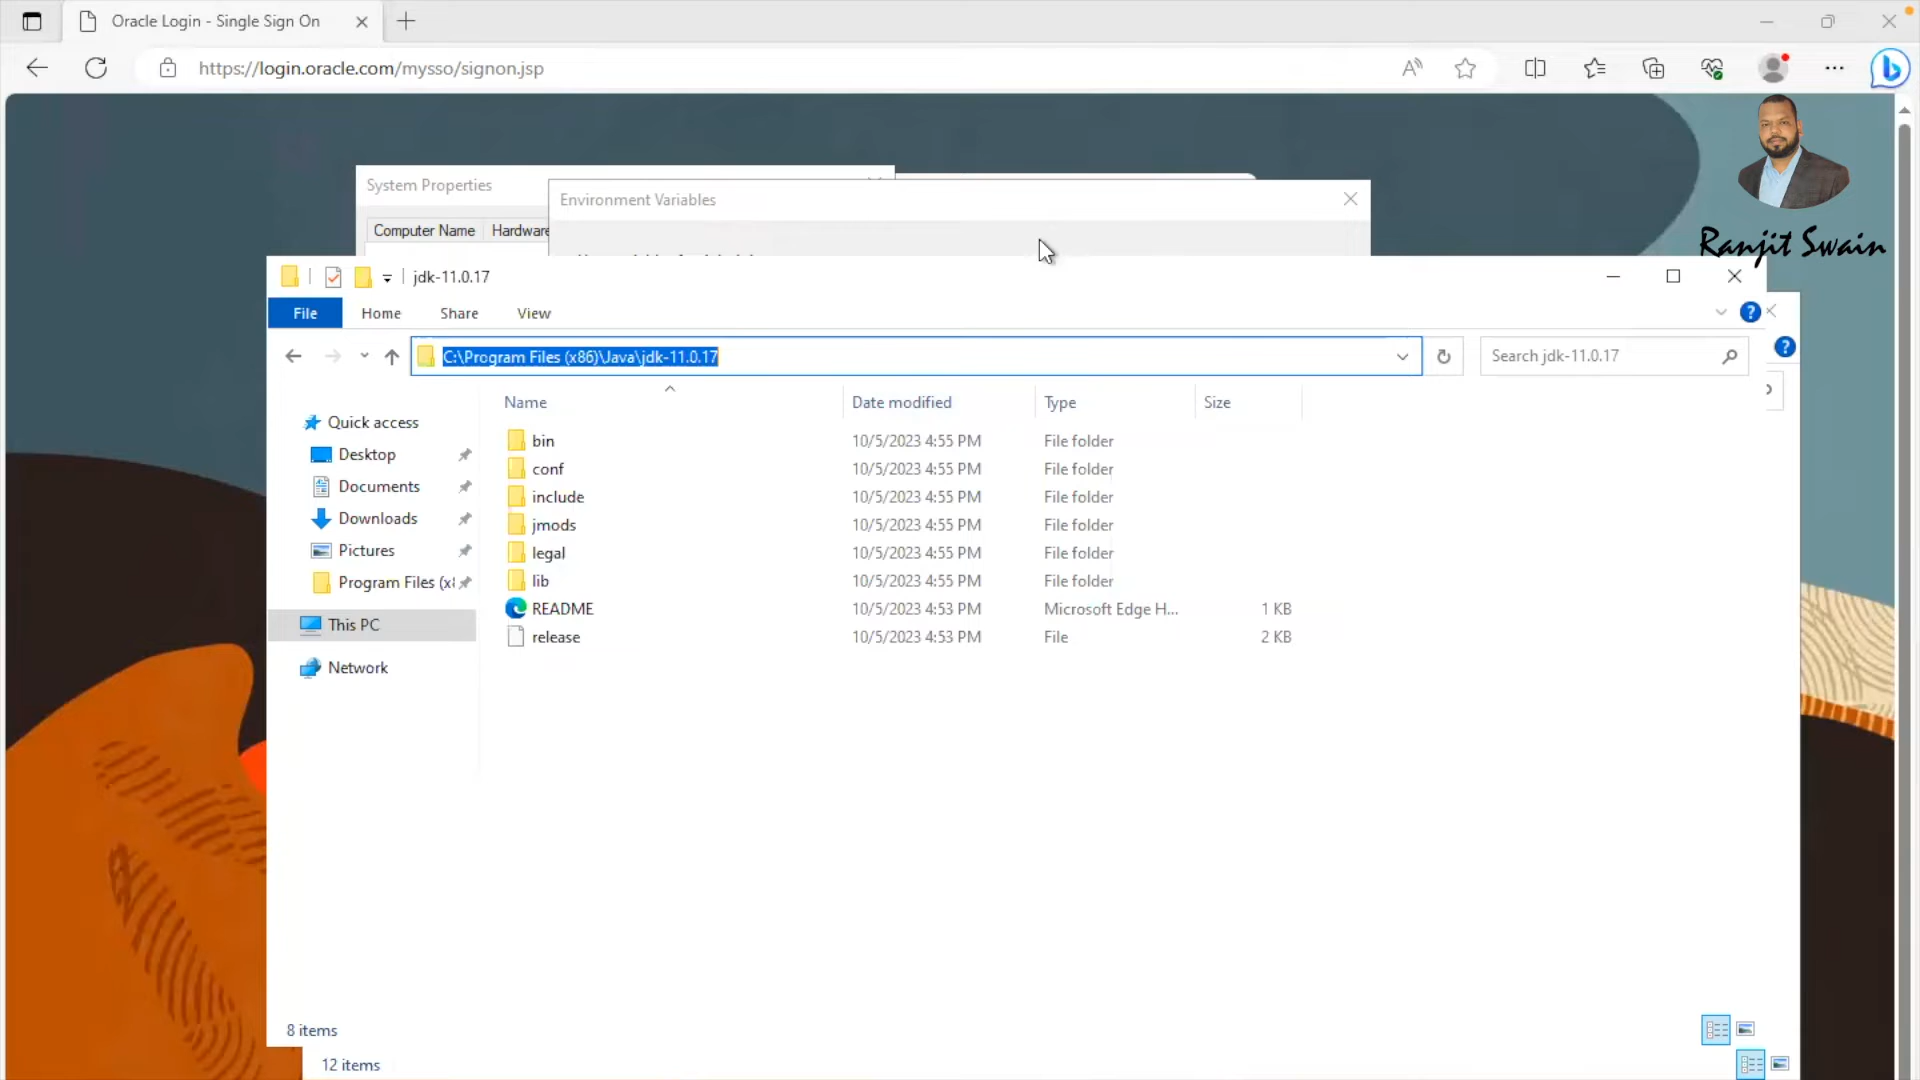 Oracle Login - Single Sign On
https://login.oracle.com/mysso/signon.jsp
Ranjit Swain
System Properties
Environment Variables
Computer Name
Hardware
jdk-11.0.17
File
Home
Share
View
C:\Program Files (x86)\Java\jdk-11.0.17
Search jdk-11.0.17
Name
Date modified
Type
Size
Quick access
Desktop
Documents
Downloads
Pictures
Program Files (x
This PC
Network
bin 10/5/2023 4:55 PM File folder
conf 10/5/2023 4:55 PM File folder
include 10/5/2023 4:55 PM File folder
jmods 10/5/2023 4:55 PM File folder
legal 10/5/2023 4:55 PM File folder
lib 10/5/2023 4:55 PM File folder
README 10/5/2023 4:53 PM Microsoft Edge H... 1 KB
release 10/5/2023 4:53 PM File 2 KB
8 items
12 items